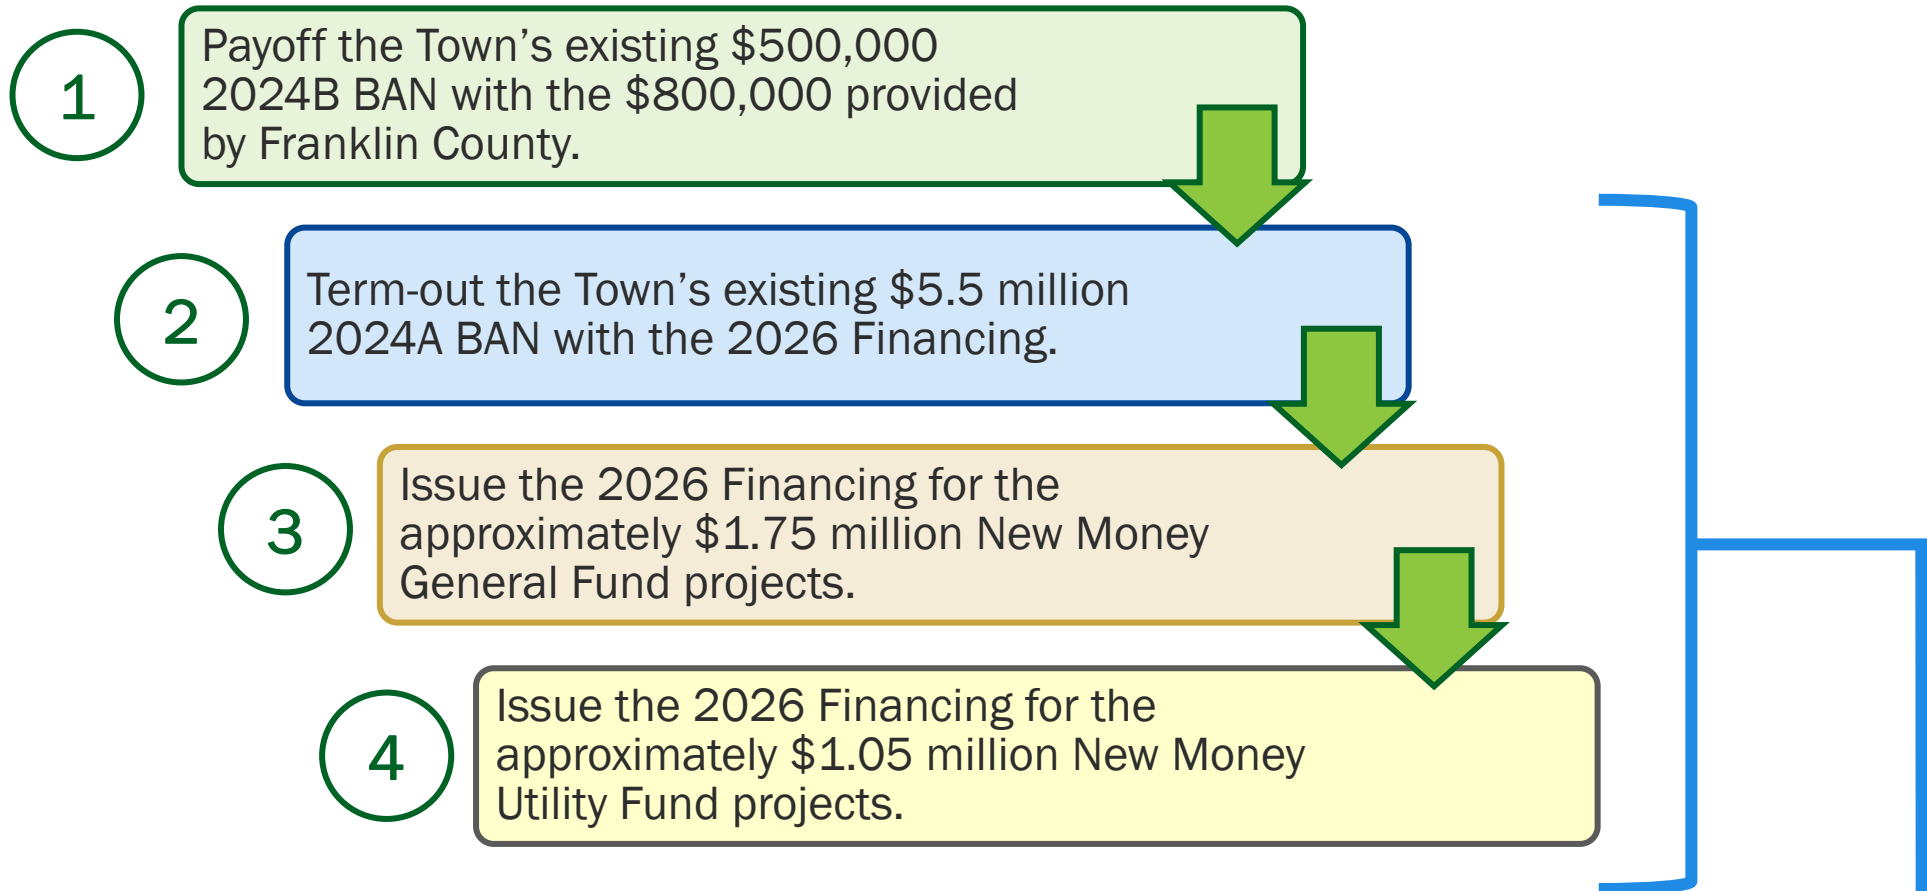 1
Payoff the Town’s existing $500,000
2024B BAN with the $800,000 provided
by Franklin County.
2
Term-out the Town’s existing $5.5 million
2024A BAN with the 2026 Financing.
3
Issue the 2026 Financing for the
approximately $1.75 million New Money
General Fund projects.
4
Issue the 2026 Financing for the
approximately $1.05 million New Money
Utility Fund projects.